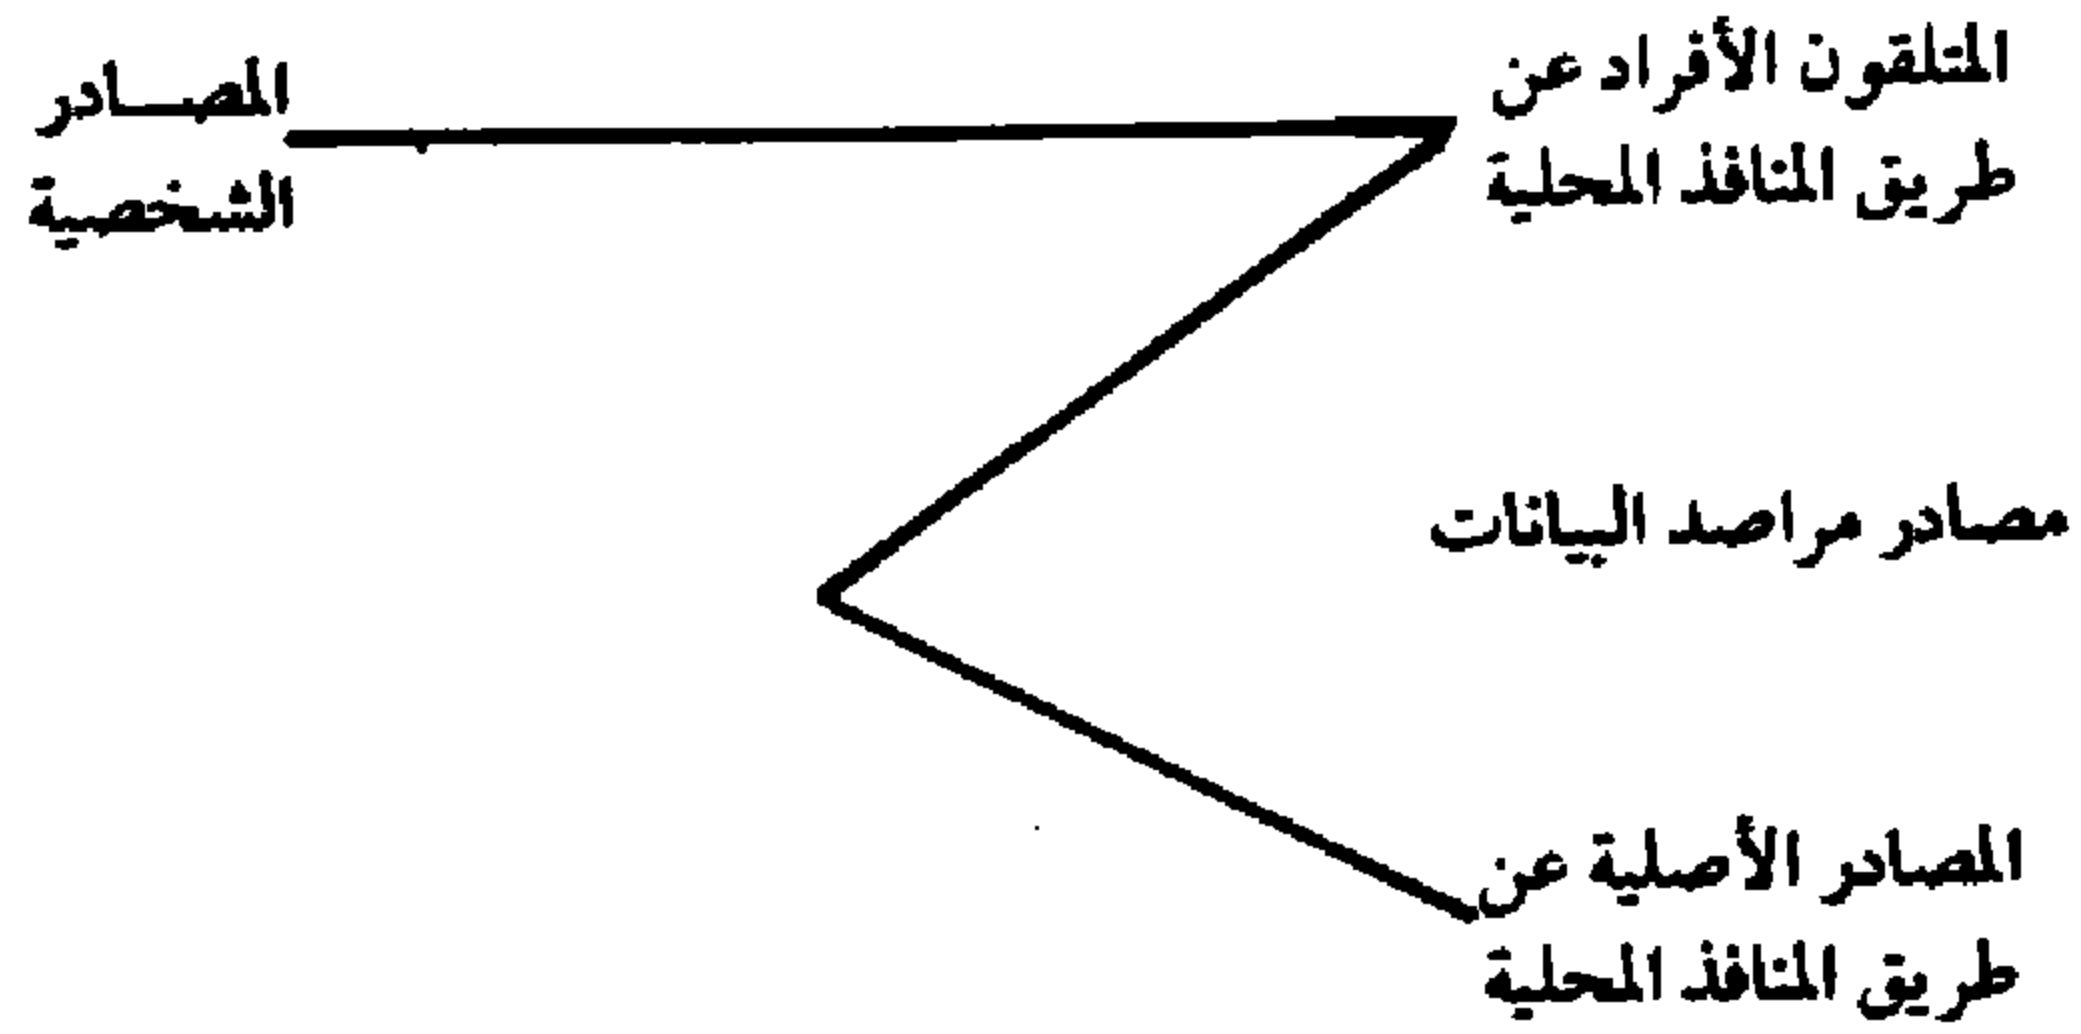 المتلقون الأفراد عن
طريق المنافذ المحلية
المصادر
الشخصية
مصادر مراصد البيانات
المصادر الأصلية عن
طريق المنافذ المحلية